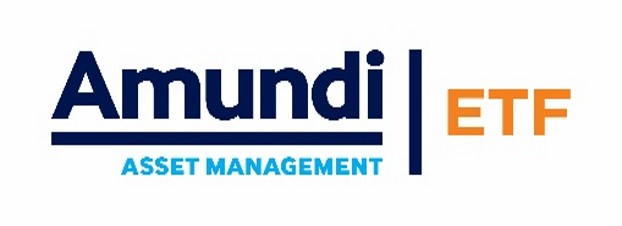 Amundi
ASSET MANAGEMENT
ETF